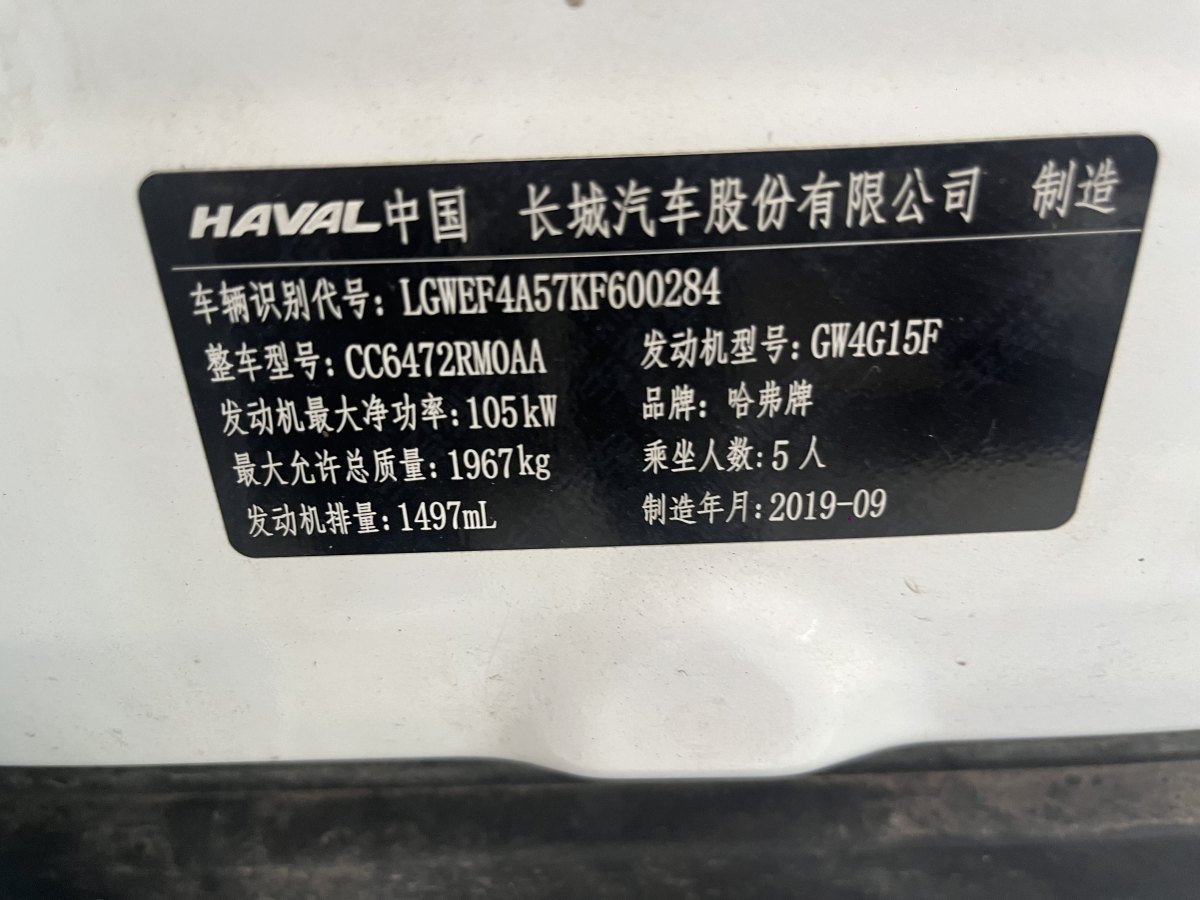 HAVAL中国 长城汽车股份有限公司 制造
车辆识别代号: LGWEF4A57KF600284
整车型号: CC6472RM0AA 发动机型号: GW4G15F
发动机最大净功率: 105kW 品牌: 哈弗牌
最大允许总质量: 1967kg 乘坐人数: 5 人
发动机排量: 1497mL 制造年月: 2019-09